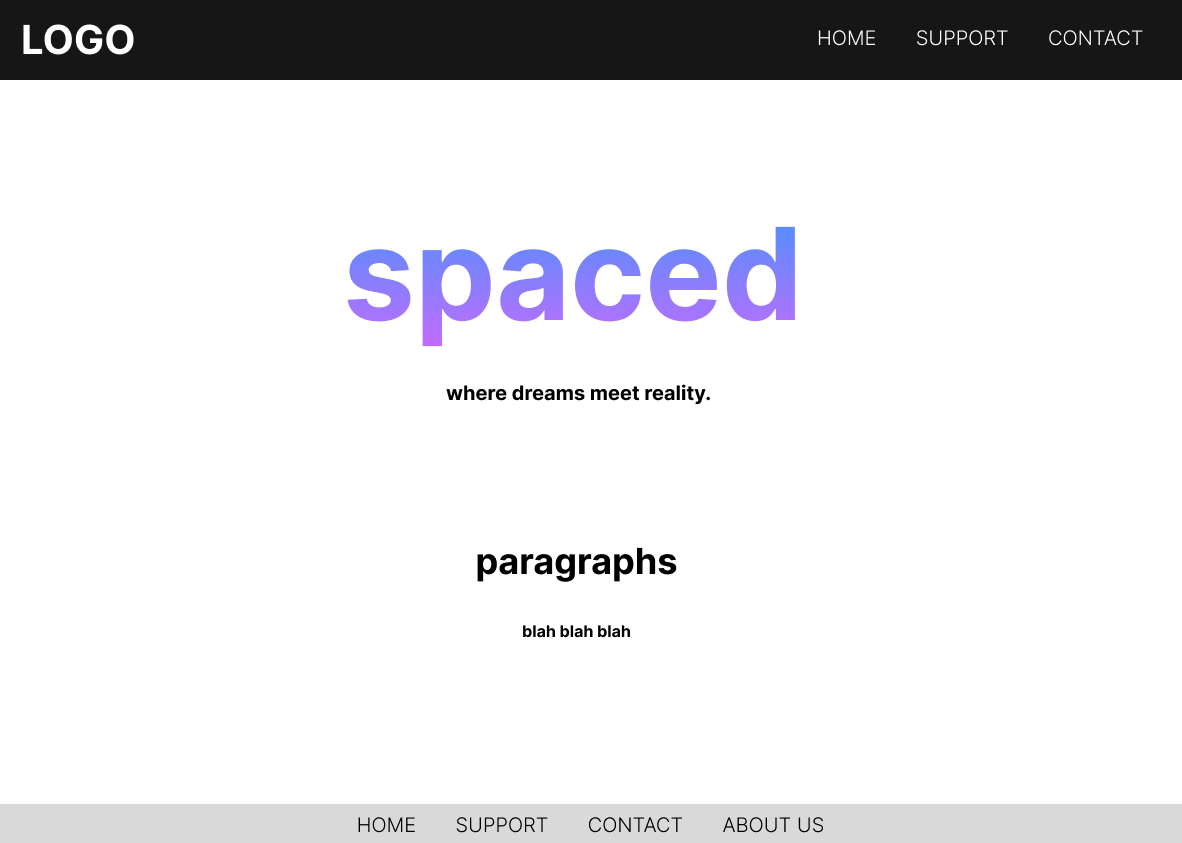 LOGO HOME SUPPORT CONTACT
spaced
where dreams meet reality.
paragraphs
blah blah blah
HOME SUPPORT CONTACT ABOUT US